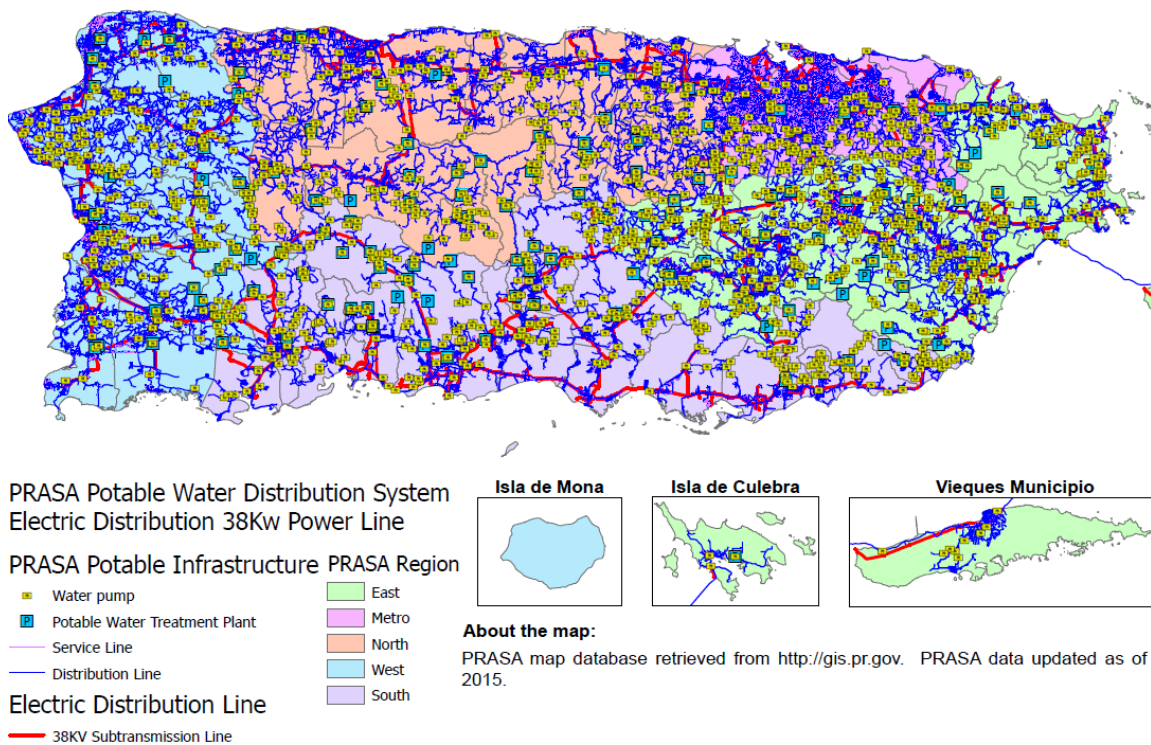 PRASA Potable Water Distribution System
Electric Distribution 38Kw Power Line
PRASA Potable Infrastructure
Water pump
P Potable Water Treatment Plant
Service Line
Distribution Line
Electric Distribution Line
38KV Subtransmission Line
PRASA Region
East
Metro
North
West
South
Isla de Mona
Isla de Culebra
Vieques Municipio
About the map:
PRASA map database retrieved from http://gis.pr.gov. PRASA data updated as of
2015.